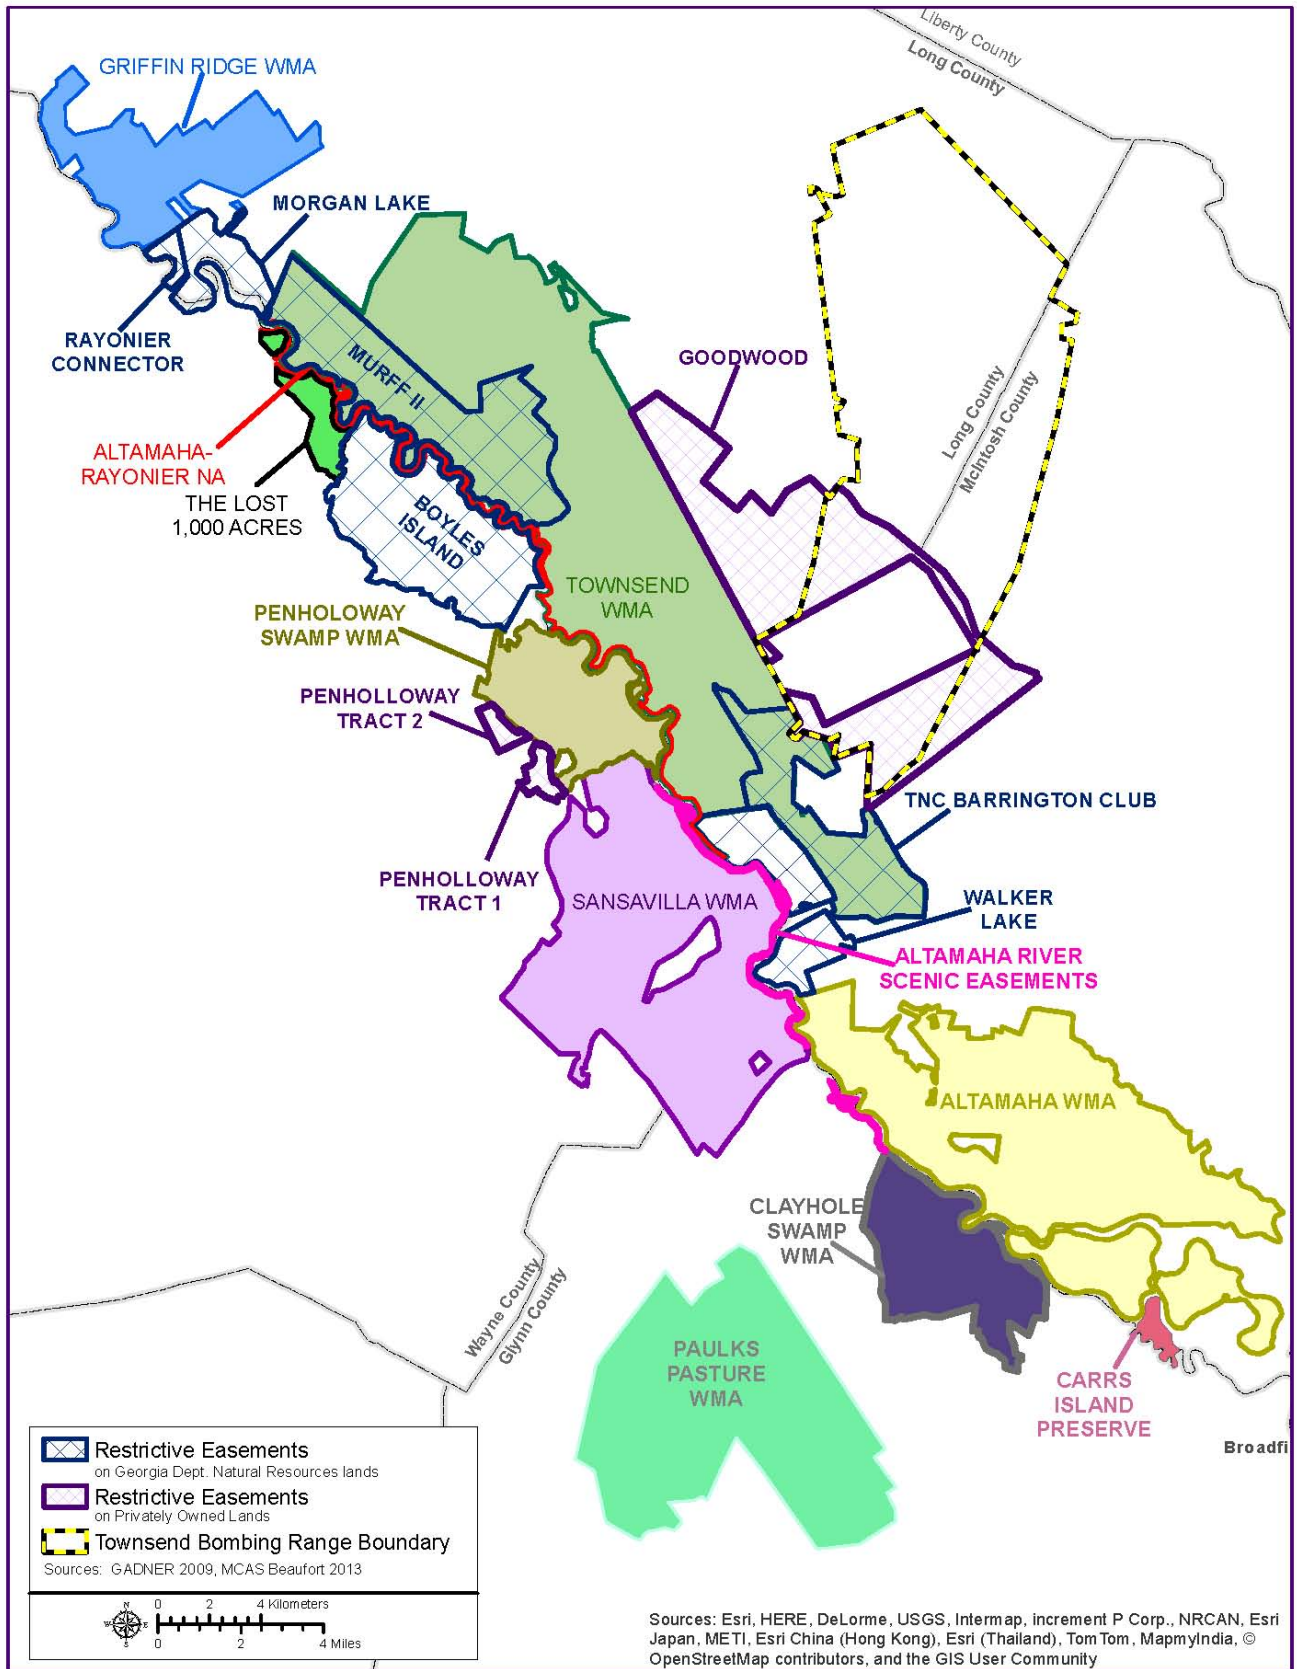 Liberty County
Long County
GRIFFIN RIDGE WMA
MORGAN LAKE
RAYONIER
CONNECTOR
MURFF II
GOODWOOD
Long County
McIntosh County
ALTAMAHA-
RAYONIER NA
THE LOST
1,000 ACRES
BOYLES
ISLAND
TOWNSEND
WMA
PENHOLOWAY
SWAMP WMA
PENHOLLOWAY
TRACT 2
TNC BARRINGTON CLUB
PENHOLLOWAY
TRACT 1
SANSAVILLA WMA
WALKER
LAKE
ALTAMAHA RIVER
SCENIC EASEMENTS
ALTAMAHA WMA
CLAYHOLE
SWAMP
WMA
Wayne County
Glynn County
PAULKS
PASTURE
WMA
CARRS
ISLAND
PRESERVE
Broadfi
Restrictive Easements
on Georgia Dept. Natural Resources lands
Restrictive Easements
on Privately Owned Lands
Townsend Bombing Range Boundary
Sources: GADNER 2009, MCAS Beaufort 2013
N
W E
S
0 2 4 Kilometers
0 2 4 Miles
Sources: Esri, HERE, DeLorme, USGS, Intermap, increment P Corp., NRCAN, Esri
Japan, METI, Esri China (Hong Kong), Esri (Thailand), TomTom, MapmyIndia, ©
OpenStreetMap contributors, and the GIS User Community